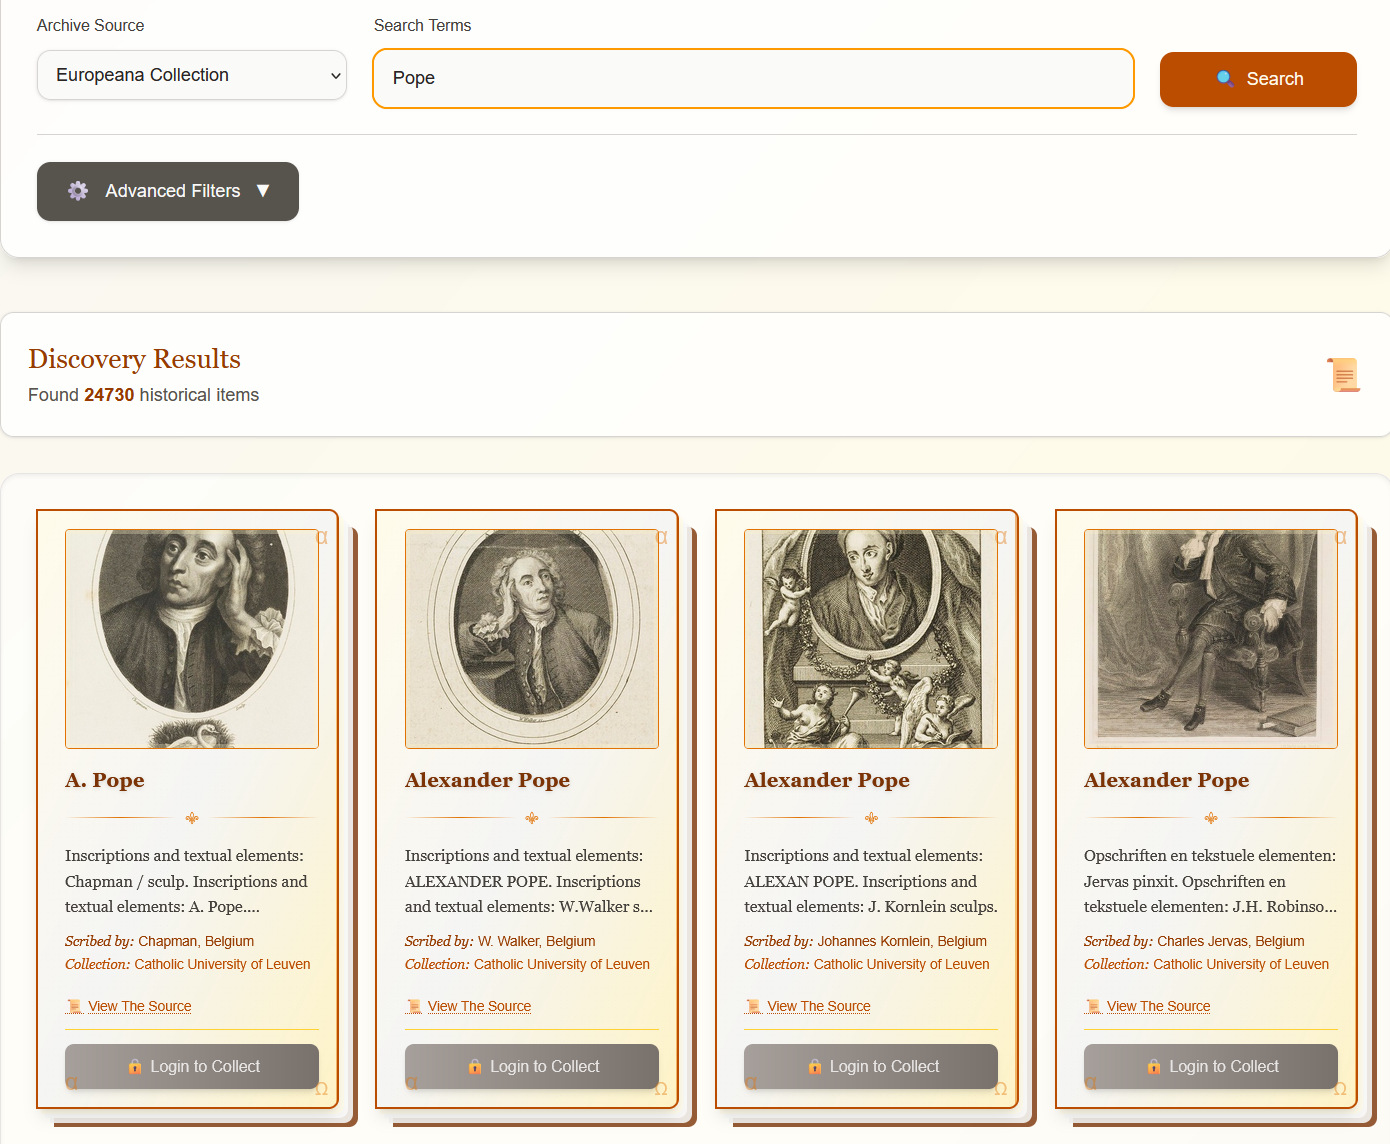 Archive Source
Search Terms
Europeana Collection
Pope
Search
Advanced Filters ▼
Discovery Results
Found 24730 historical items
α
α
α
α
A. Pope
Inscriptions and textual elements:
Chapman / sculp. Inscriptions and
textual elements: A. Pope....
Scribed by: Chapman, Belgium
Collection: Catholic University of Leuven
View The Source
Login to Collect
α
Ω
Alexander Pope
Inscriptions and textual elements:
ALEXANDER POPE. Inscriptions
and textual elements: W.Walker s...
Scribed by: W. Walker, Belgium
Collection: Catholic University of Leuven
View The Source
Login to Collect
α
Ω
Alexander Pope
Inscriptions and textual elements:
ALEXAN POPE. Inscriptions and
textual elements: J. Kornlein sculps.
Scribed by: Johannes Kornlein, Belgium
Collection: Catholic University of Leuven
View The Source
Login to Collect
α
Ω
Alexander Pope
Opschriften en tekstuele elementen:
Jervas pinxit. Opschriften en
tekstuele elementen: J.H. Robinso...
Scribed by: Charles Jervas, Belgium
Collection: Catholic University of Leuven
View The Source
Login to Collect
α
Ω